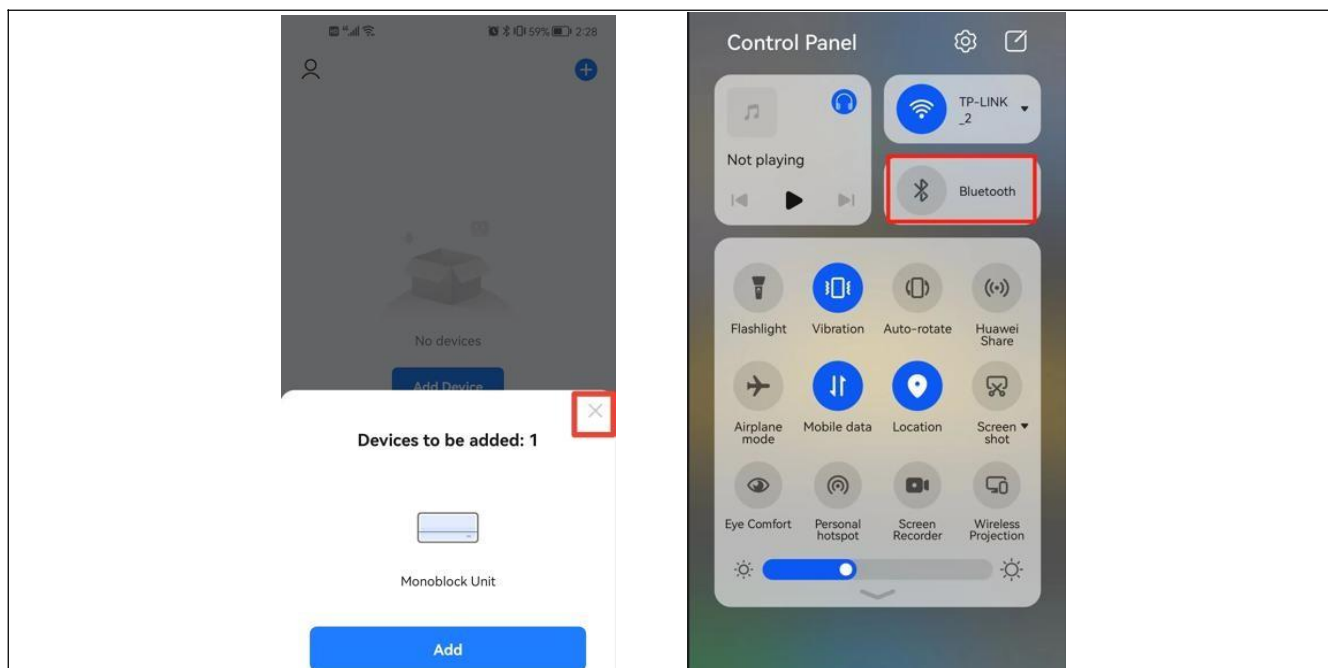 59% 2:28
No devices
Add Device
Devices to be added: 1
Monoblock Unit
Add
Control Panel
TP-LINK
_2
Not playing
Bluetooth
Flashlight Vibration Auto-rotate Huawei
Share
Airplane
mode Mobile data Location Screen
shot
Eye Comfort Personal
hotspot Screen
Recorder Wireless
Projection